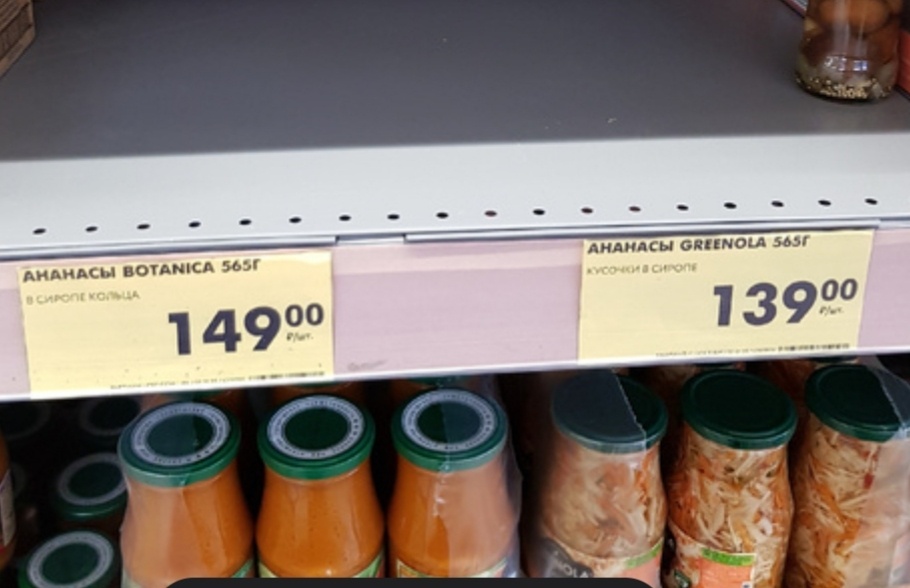 АНАНАСЫ BOTANICA 565Г
В СИРОПЕ КОЛЬЦА
149⁰⁰
₽/шт.
АНАНАСЫ GREENOLA 565Г
КУСОЧКИ В СИРОПЕ
139⁰⁰
₽/шт.